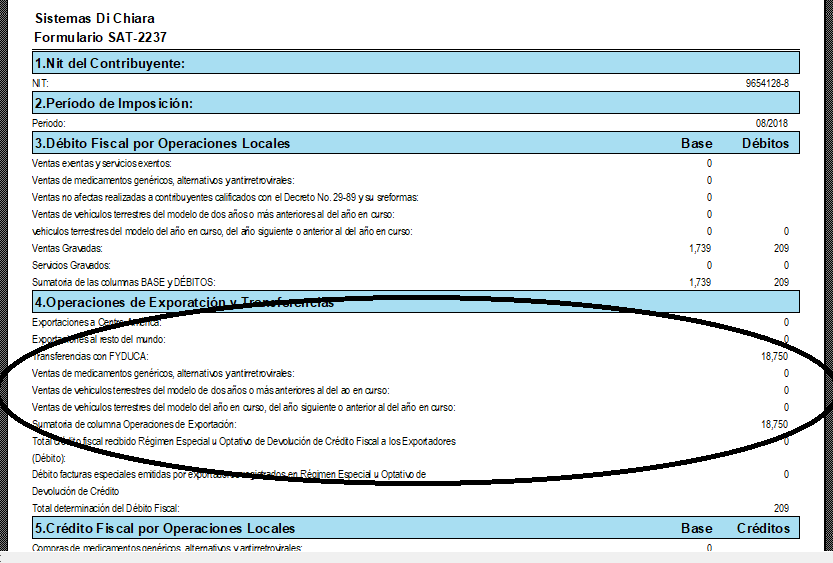 Sistemas Di Chiara
Formulario SAT-2237
1.Nit del Contribuyente:
NIT: 9654128-8
2.Período de Imposición:
Periodo: 08/2018
3.Débito Fiscal por Operaciones Locales Base Débitos
Ventas exentas y servicios exentos: 0
Ventas de medicamentos genéricos, alternativos yantirretrovirales: 0
Ventas no afectas realizadas a contribuyentes calificados con el Decreto No. 29-89 y su sreformas: 0
Ventas de vehículos terrestres del modelo de dos años o más anteriores al del año en curso: 0
vehículos terrestres del modelo del año en curso, del año siguiente o anterior al del año en curso: 0 0
Ventas Gravadas: 1,739 209
Servicios Gravados: 0 0
Sumatoria de las columnas BASE y DÉBITOS: 1,739 209
4.Operaciones de Exporatción y Transferencias
Exportaciones a Centro América: 0
Exportaciones al resto del mundo: 0
Transferencias con FYDUCA: 18,750
Ventas de medicamentos genéricos, alternativos yantirretrovirales: 0
Ventas de vehículos terrestres del modelo de dos años o más anteriores al del ao en curso: 0
Ventas de vehículos terrestres del modelo del año en curso, del año siguiente o anterior al del año en curso: 0
Sumatoria de columna Operaciones de Exportación: 18,750
Total crédito fiscal recibido Régimen Especial u Optativo de Devolución de Crédito Fiscal a los Exportadores 0
(Débito):
Débito facturas especiales emitidas por exportadores registrados en Régimen Especial u Optativo de 0
Devolución de Crédito
Total determinación del Débito Fiscal: 209
5.Crédito Fiscal por Operaciones Locales Base Créditos
Compras de medicamentos genéricos, alternativos y antirretrovirales: 0